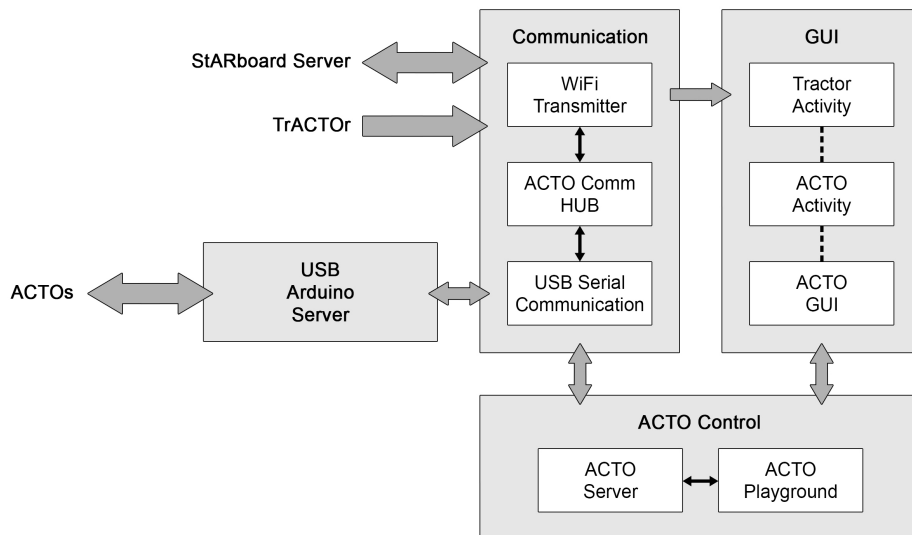 Communication
GUI
StARboard Server
WiFi
Transmitter
Tractor
Activity
TrACTOr
ACTO Comm
HUB
ACTO
Activity
USB
Arduino
Server
ACTOs
USB Serial
Communication
ACTO
GUI
ACTO Control
ACTO
Server
ACTO
Playground